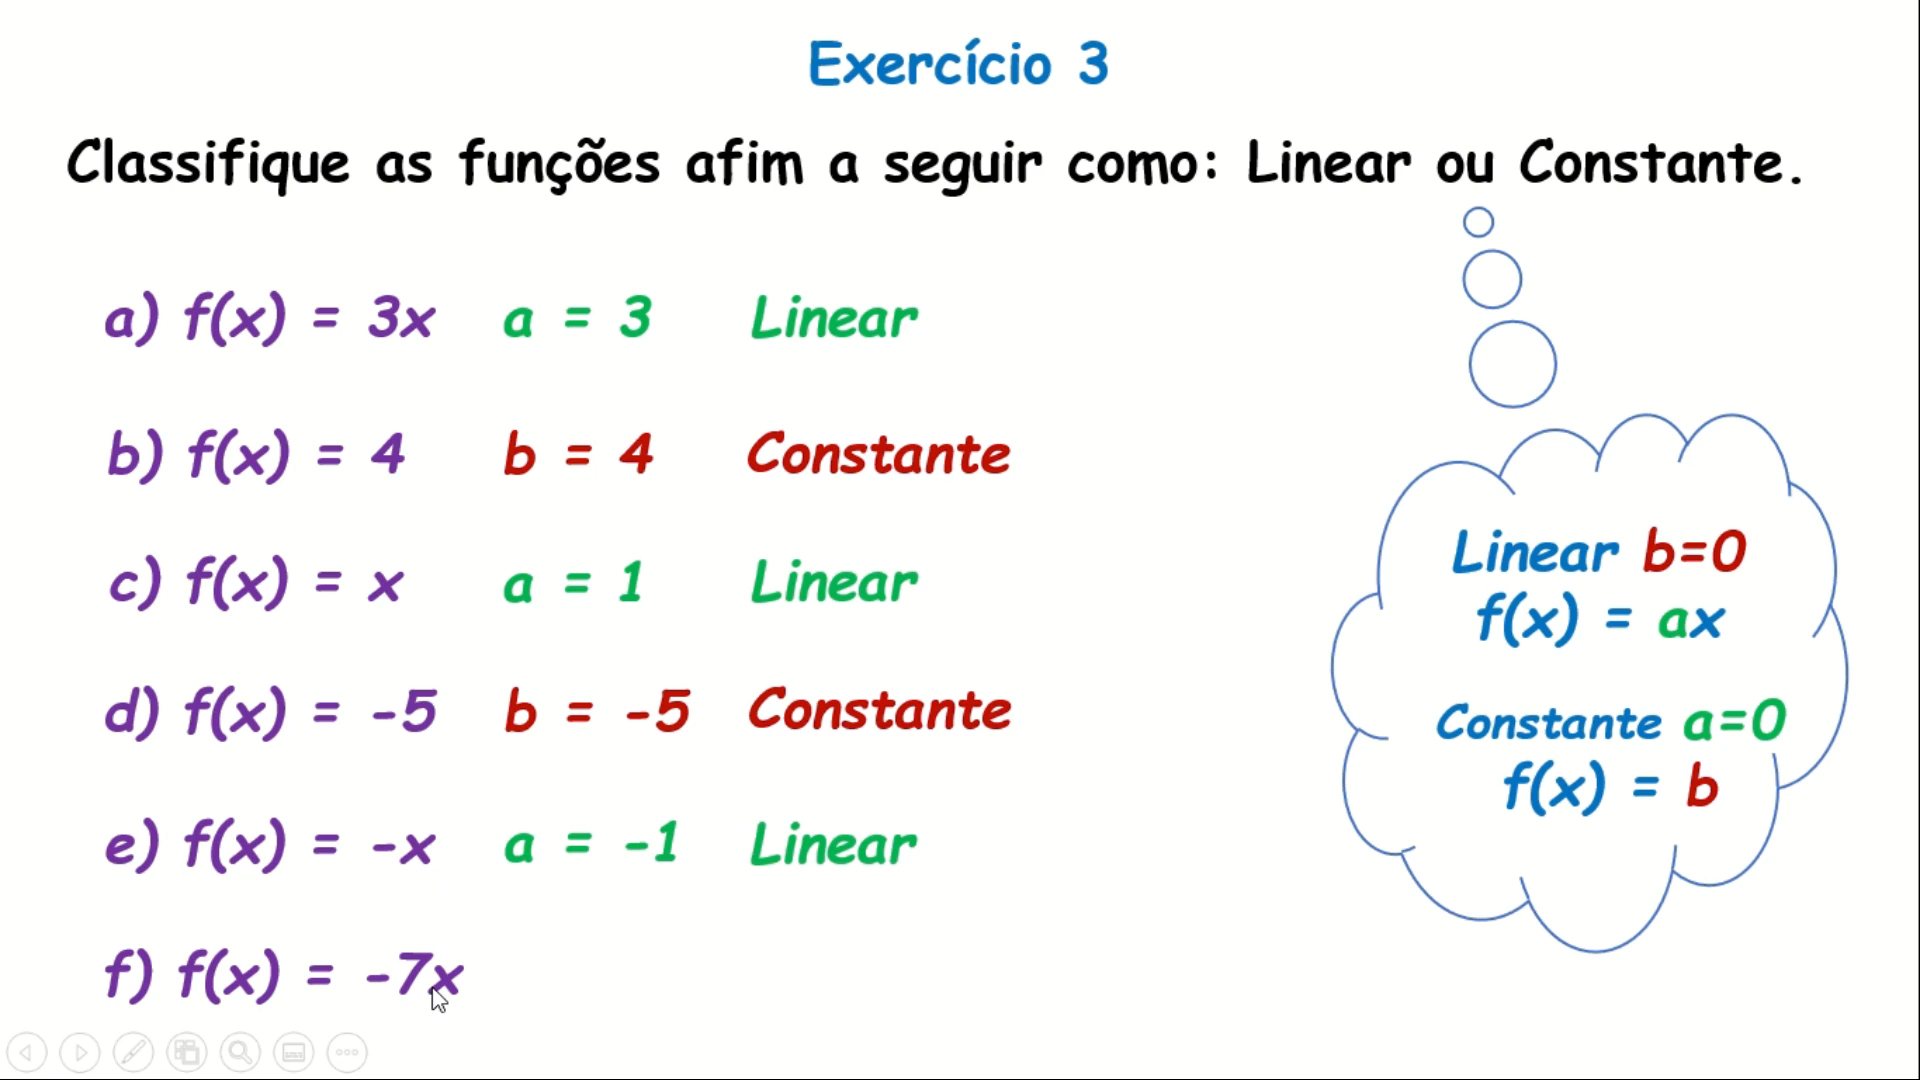 Exercício 3
Classifique as funções afim a seguir como: Linear ou Constante.
a) f(x) = 3x a = 3 Linear
b) f(x) = 4 b = 4 Constante
c) f(x) = x a = 1 Linear
d) f(x) = -5 b = -5 Constante
e) f(x) = -x a = -1 Linear
f) f(x) = -7x
Linear b=0
f(x) = ax
Constante a=0
f(x) = b